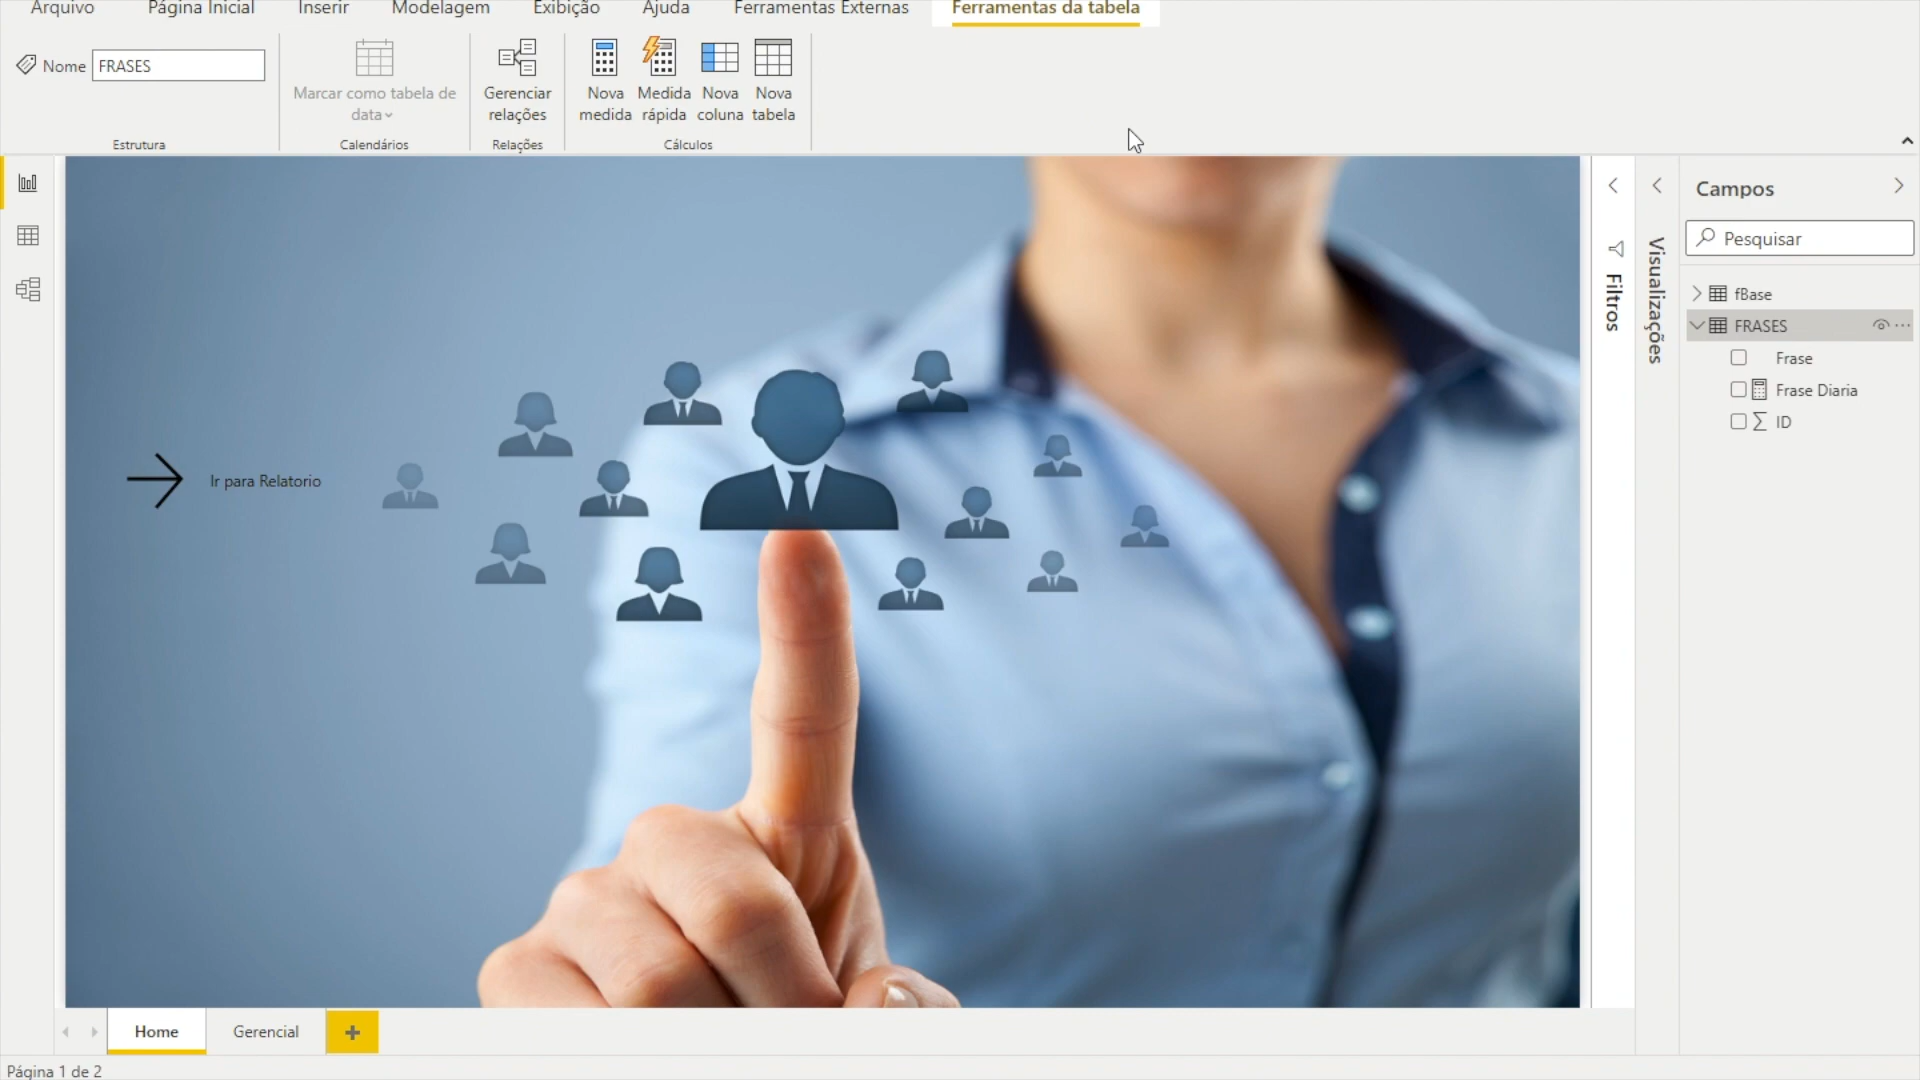 Arquivo Página Inicial Inserir Modelagem Exibição Ajuda Ferramentas Externas Ferramentas da tabela
Nome FRASES
Marcar como tabela de
data
Gerenciar
relações
Nova
medida
Medida
rápida
Nova
coluna
Nova
tabela
Estrutura Calendários Relações Cálculos
Ir para Relatorio
Filtros
Visualizações
Campos
Pesquisar
fBase
FRASES
Frase
Frase Diaria
ID
Home Gerencial
Página 1 de 2